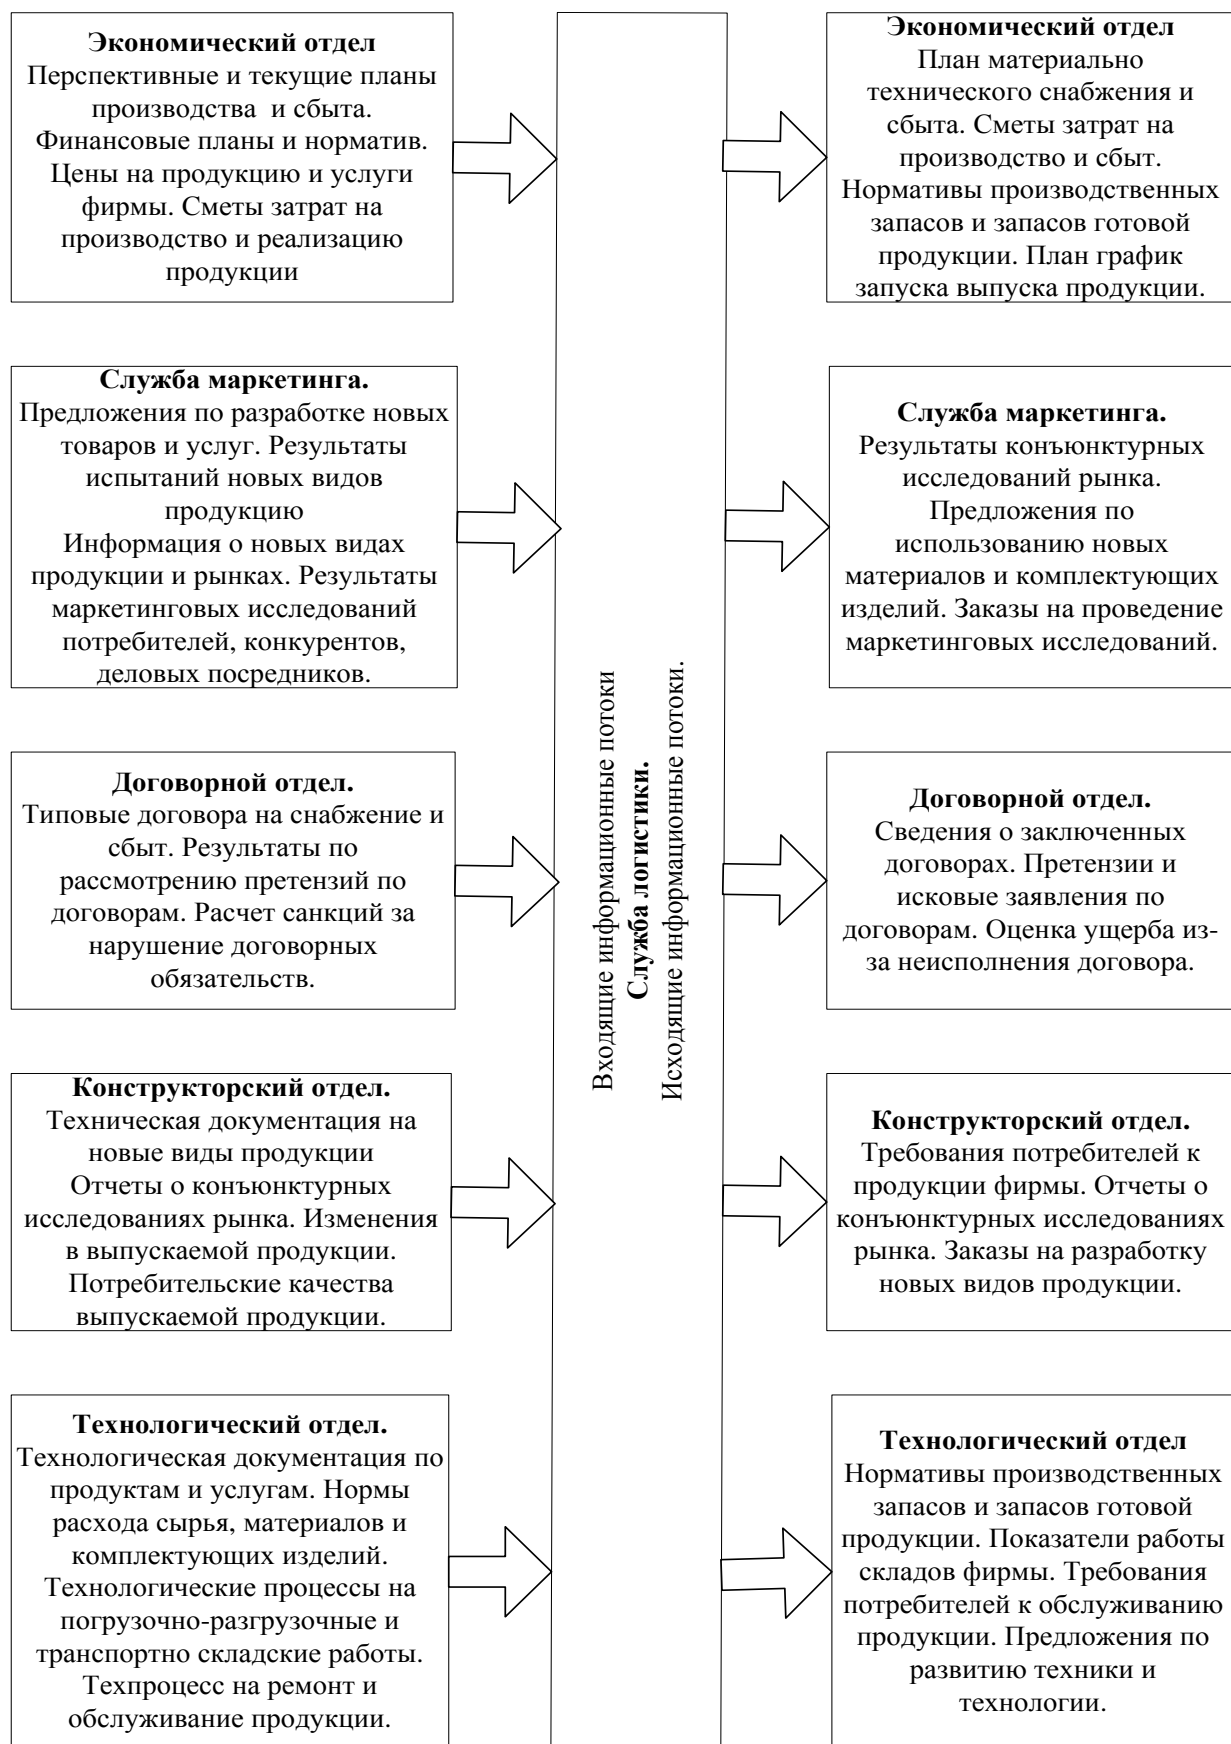 Экономический отдел
Перспективные и текущие планы
производства и сбыта.
Финансовые планы и норматив.
Цены на продукцию и услуги
фирмы. Сметы затрат на
производство и реализацию
продукции
Служба маркетинга.
Предложения по разработке новых
товаров и услуг. Результаты
испытаний новых видов
продукцию
Информация о новых видах
продукции и рынках. Результаты
маркетинговых исследований
потребителей, конкурентов,
деловых посредников.
Договорной отдел.
Типовые договора на снабжение и
сбыт. Результаты по
рассмотрению претензий по
договорам. Расчет санкций за
нарушение договорных
обязательств.
Конструкторский отдел.
Техническая документация на
новые виды продукции
Отчеты о конъюнктурных
исследованиях рынка. Изменения
в выпускаемой продукции.
Потребительские качества
выпускаемой продукции.
Технологический отдел.
Технологическая документация по
продуктам и услугам. Нормы
расхода сырья, материалов и
комплектующих изделий.
Технологические процессы на
погрузочно-разгрузочные и
транспортно складские работы.
Техпроцесс на ремонт и
обслуживание продукции.
Входящие информационные потоки
Служба логистики.
Исходящие информационные потоки.
Экономический отдел
План материально
технического снабжения и
сбыта. Сметы затрат на
производство и сбыт.
Нормативы производственных
запасов и запасов готовой
продукции. План график
запуска выпуска продукции.
Служба маркетинга.
Результаты конъюнктурных
исследований рынка.
Предложения по
использованию новых
материалов и комплектующих
изделий. Заказы на проведение
маркетинговых исследований.
Договорной отдел.
Сведения о заключенных
договорах. Претензии и
исковые заявления по
договорам. Оценка ущерба из-
за неисполнения договора.
Конструкторский отдел.
Требования потребителей к
продукции фирмы. Отчеты о
конъюнктурных исследованиях
рынка. Заказы на разработку
новых видов продукции.
Технологический отдел
Нормативы производственных
запасов и запасов готовой
продукции. Показатели работы
складов фирмы. Требования
потребителей к обслуживанию
продукции. Предложения по
развитию техники и
технологии.